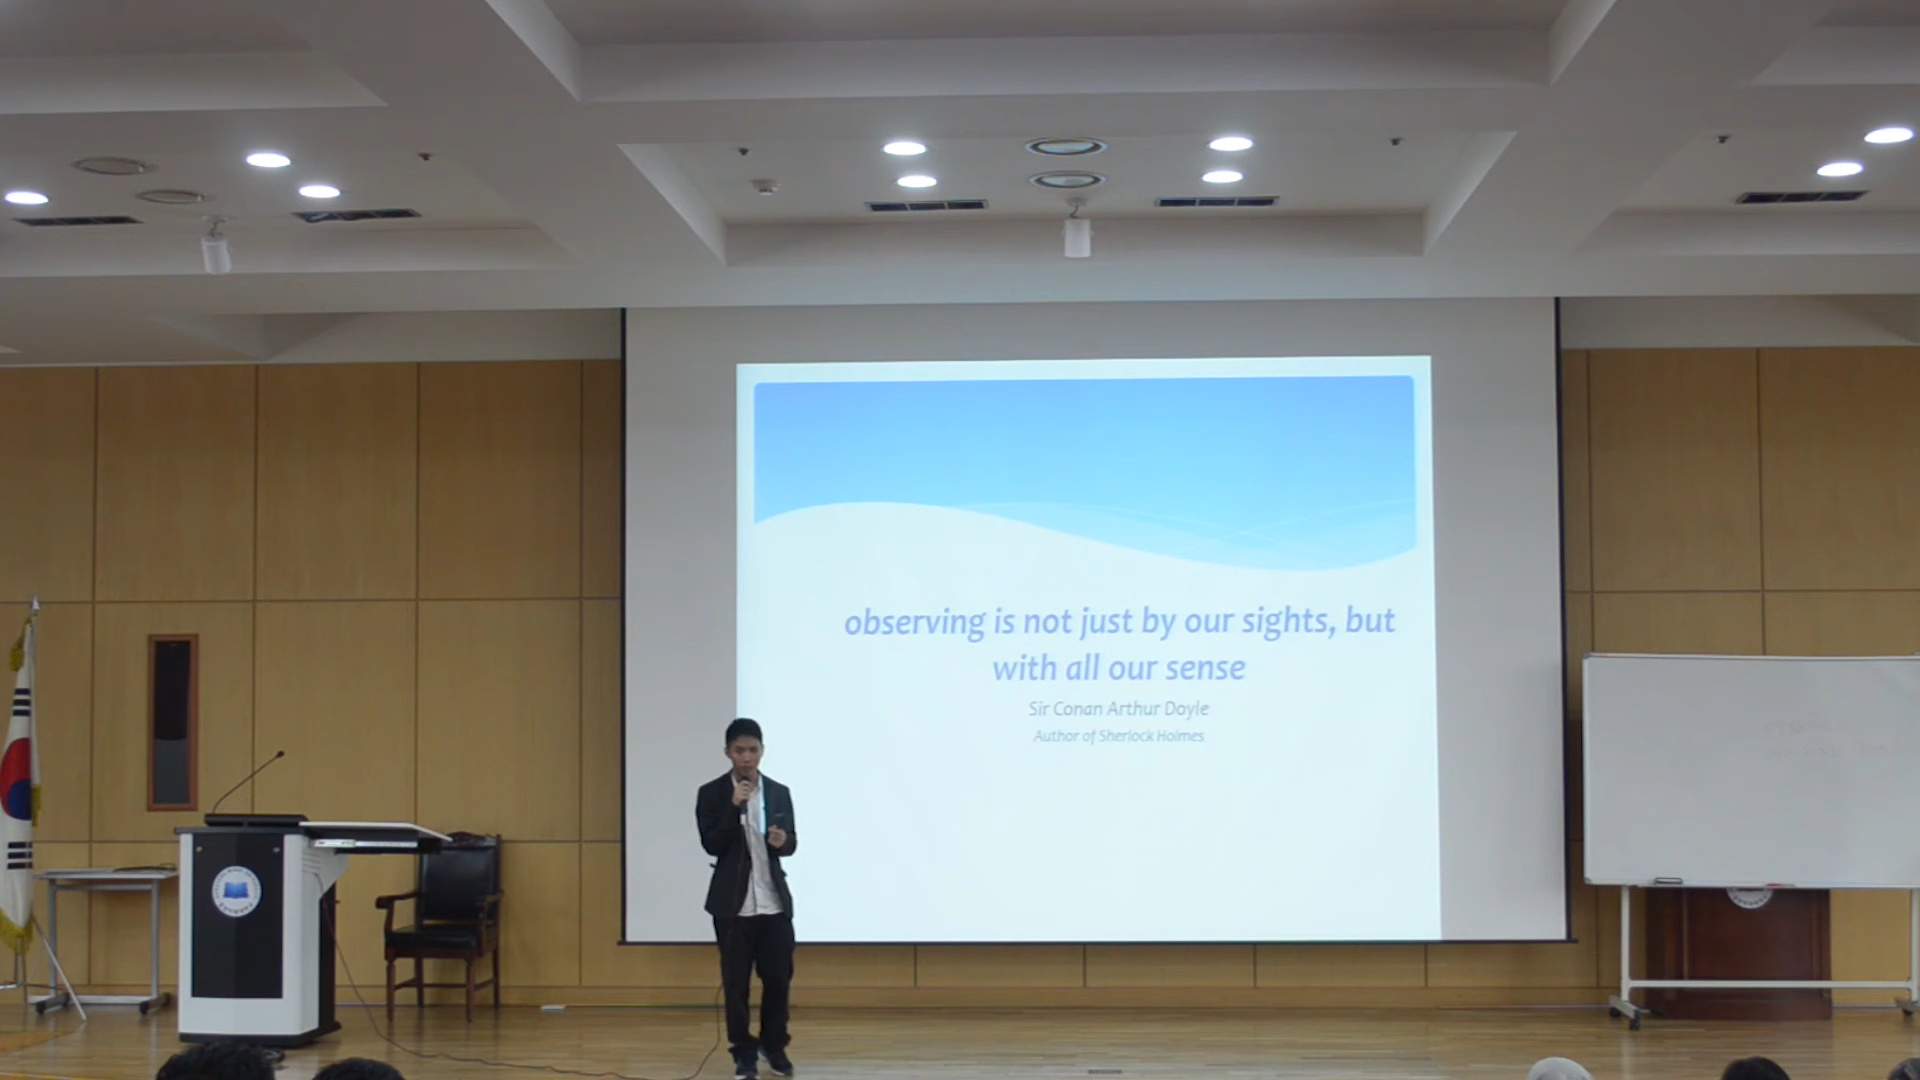 observing is not just by our sights, but
with all our sense
Sir Conan Arthur Doyle
Author of Sherlock Holmes